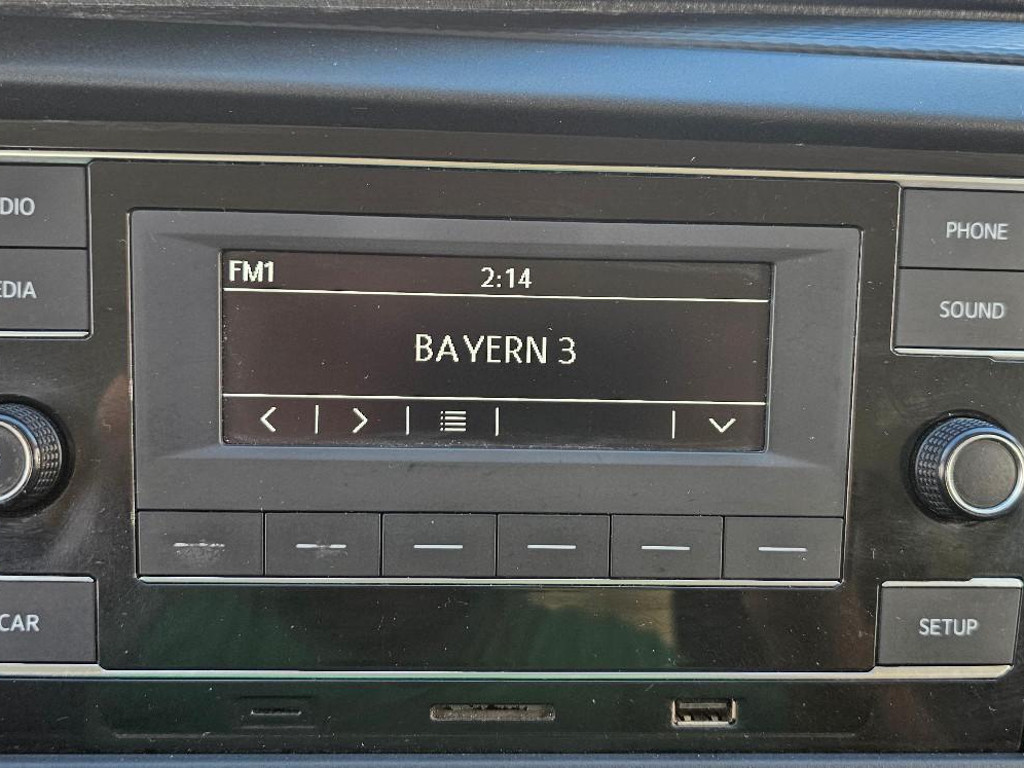 DIO
EDIA
CAR
FM1 2:14
BAYERN 3
PHONE
SOUND
SETUP